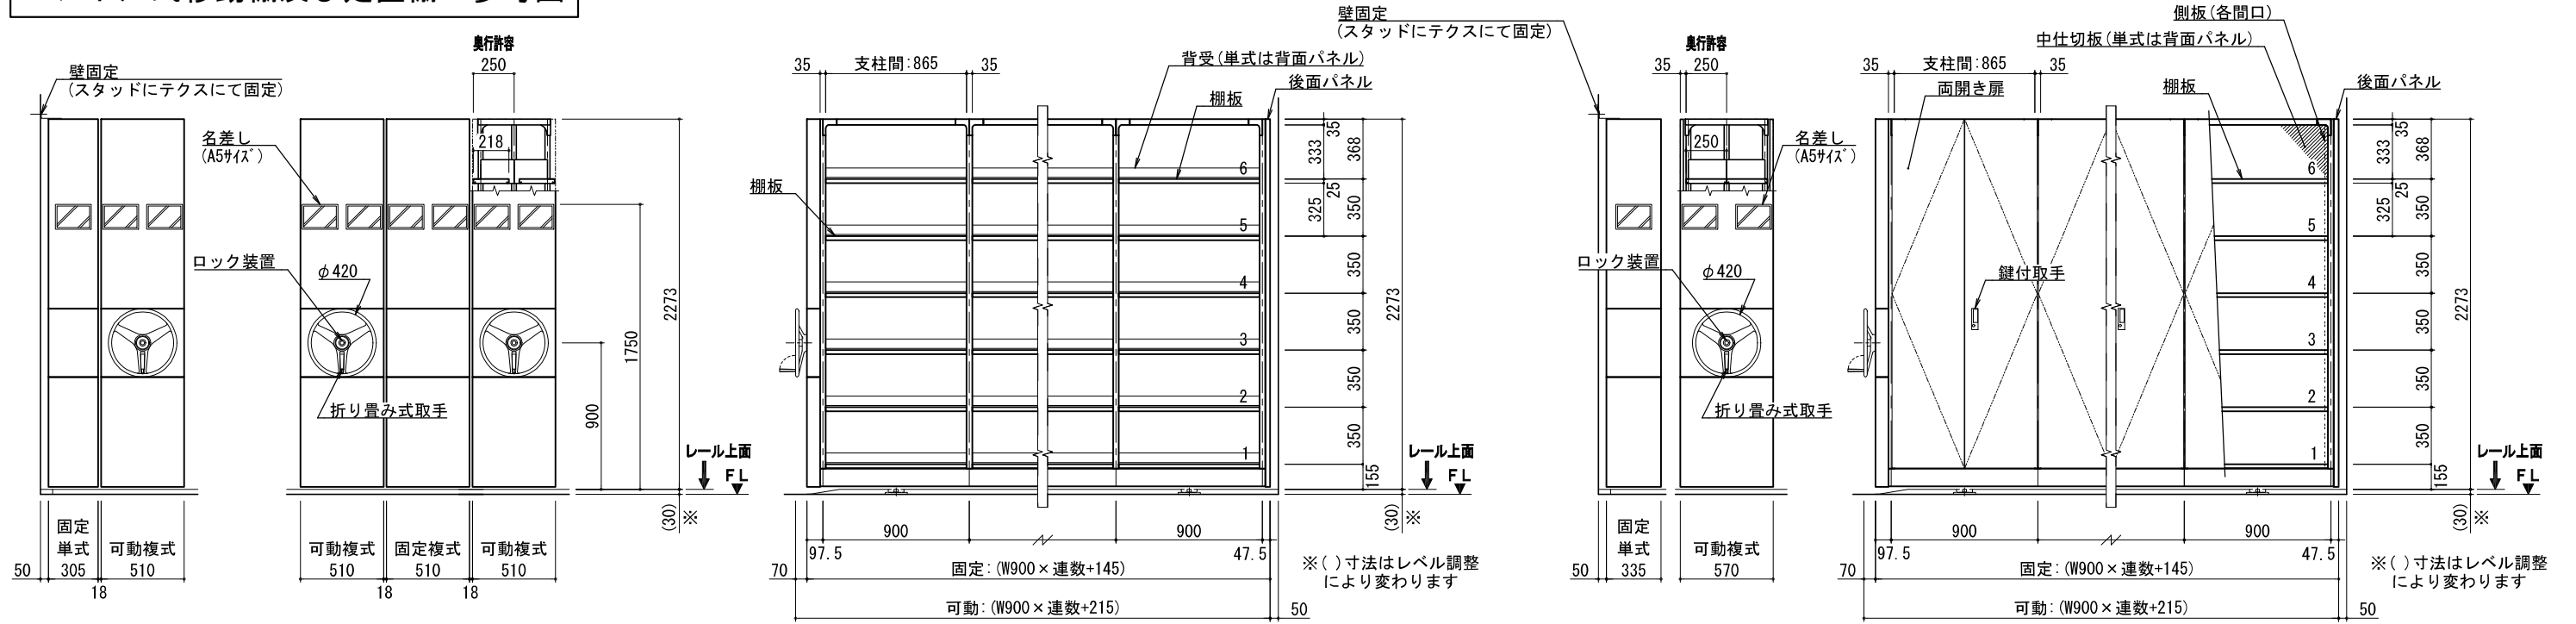 奥行許容
250
壁固定
(スタッドにテクスにて固定)
名差し
(A5ｻｲｽﾞ)
218
ロック装置
φ420
折り畳み式取手
900
1750
2273
レール上面
FL
(30)
※
固定
単式
305
可動複式
510
50
18
可動複式
510
固定複式
510
可動複式
510
18
18
35
支柱間:865
35
背受(単式は背面パネル)
後面パネル
棚板
棚板
6
5
4
3
2
1
35
333
368
25
325
350
350
350
350
350
155
2273
レール上面
FL
(30)
※
900
900
97.5
47.5
70
固定:(W900×連数+145)
可動:(W900×連数+215)
50
※( )寸法はレベル調整
により変わります
壁固定
(スタッドにテクスにて固定)
奥行許容
35
250
250
名差し
(A5ｻｲｽﾞ)
ロック装置
φ420
折り畳み式取手
固定
単式
335
可動複式
570
50
側板(各間口)
中仕切板(単式は背面パネル)
35
支柱間:865
35
両開き扉
棚板
後面パネル
鍵付取手
6
5
4
3
2
1
35
333
368
25
325
350
350
350
350
350
155
2273
レール上面
FL
(30)
※
900
900
97.5
47.5
70
固定:(W900×連数+145)
可動:(W900×連数+215)
50
※( )寸法はレベル調整
により変わります